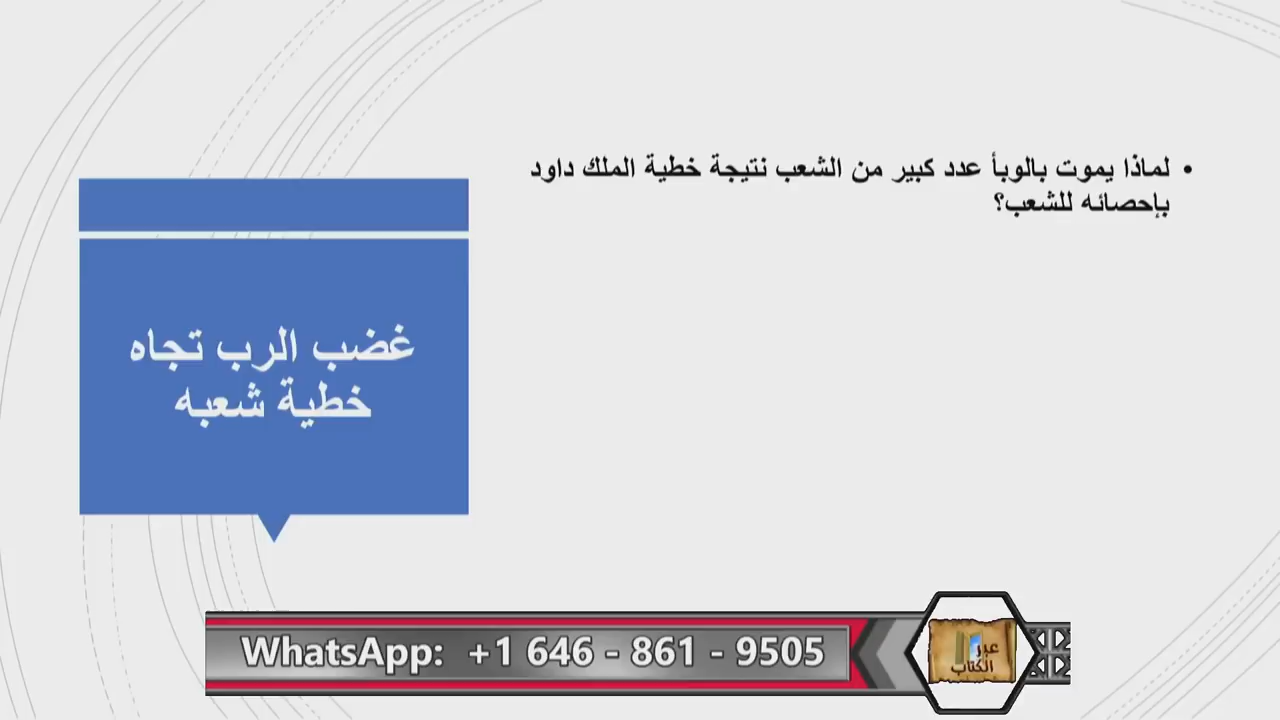 لماذا يموت بالوبأ عدد كبير من الشعب نتيجة خطية الملك داود
بإحصائه للشعب؟
غضب الرب تجاه
خطية شعبه
WhatsApp: +1 646 - 861 - 9505
عبر
الكتاب